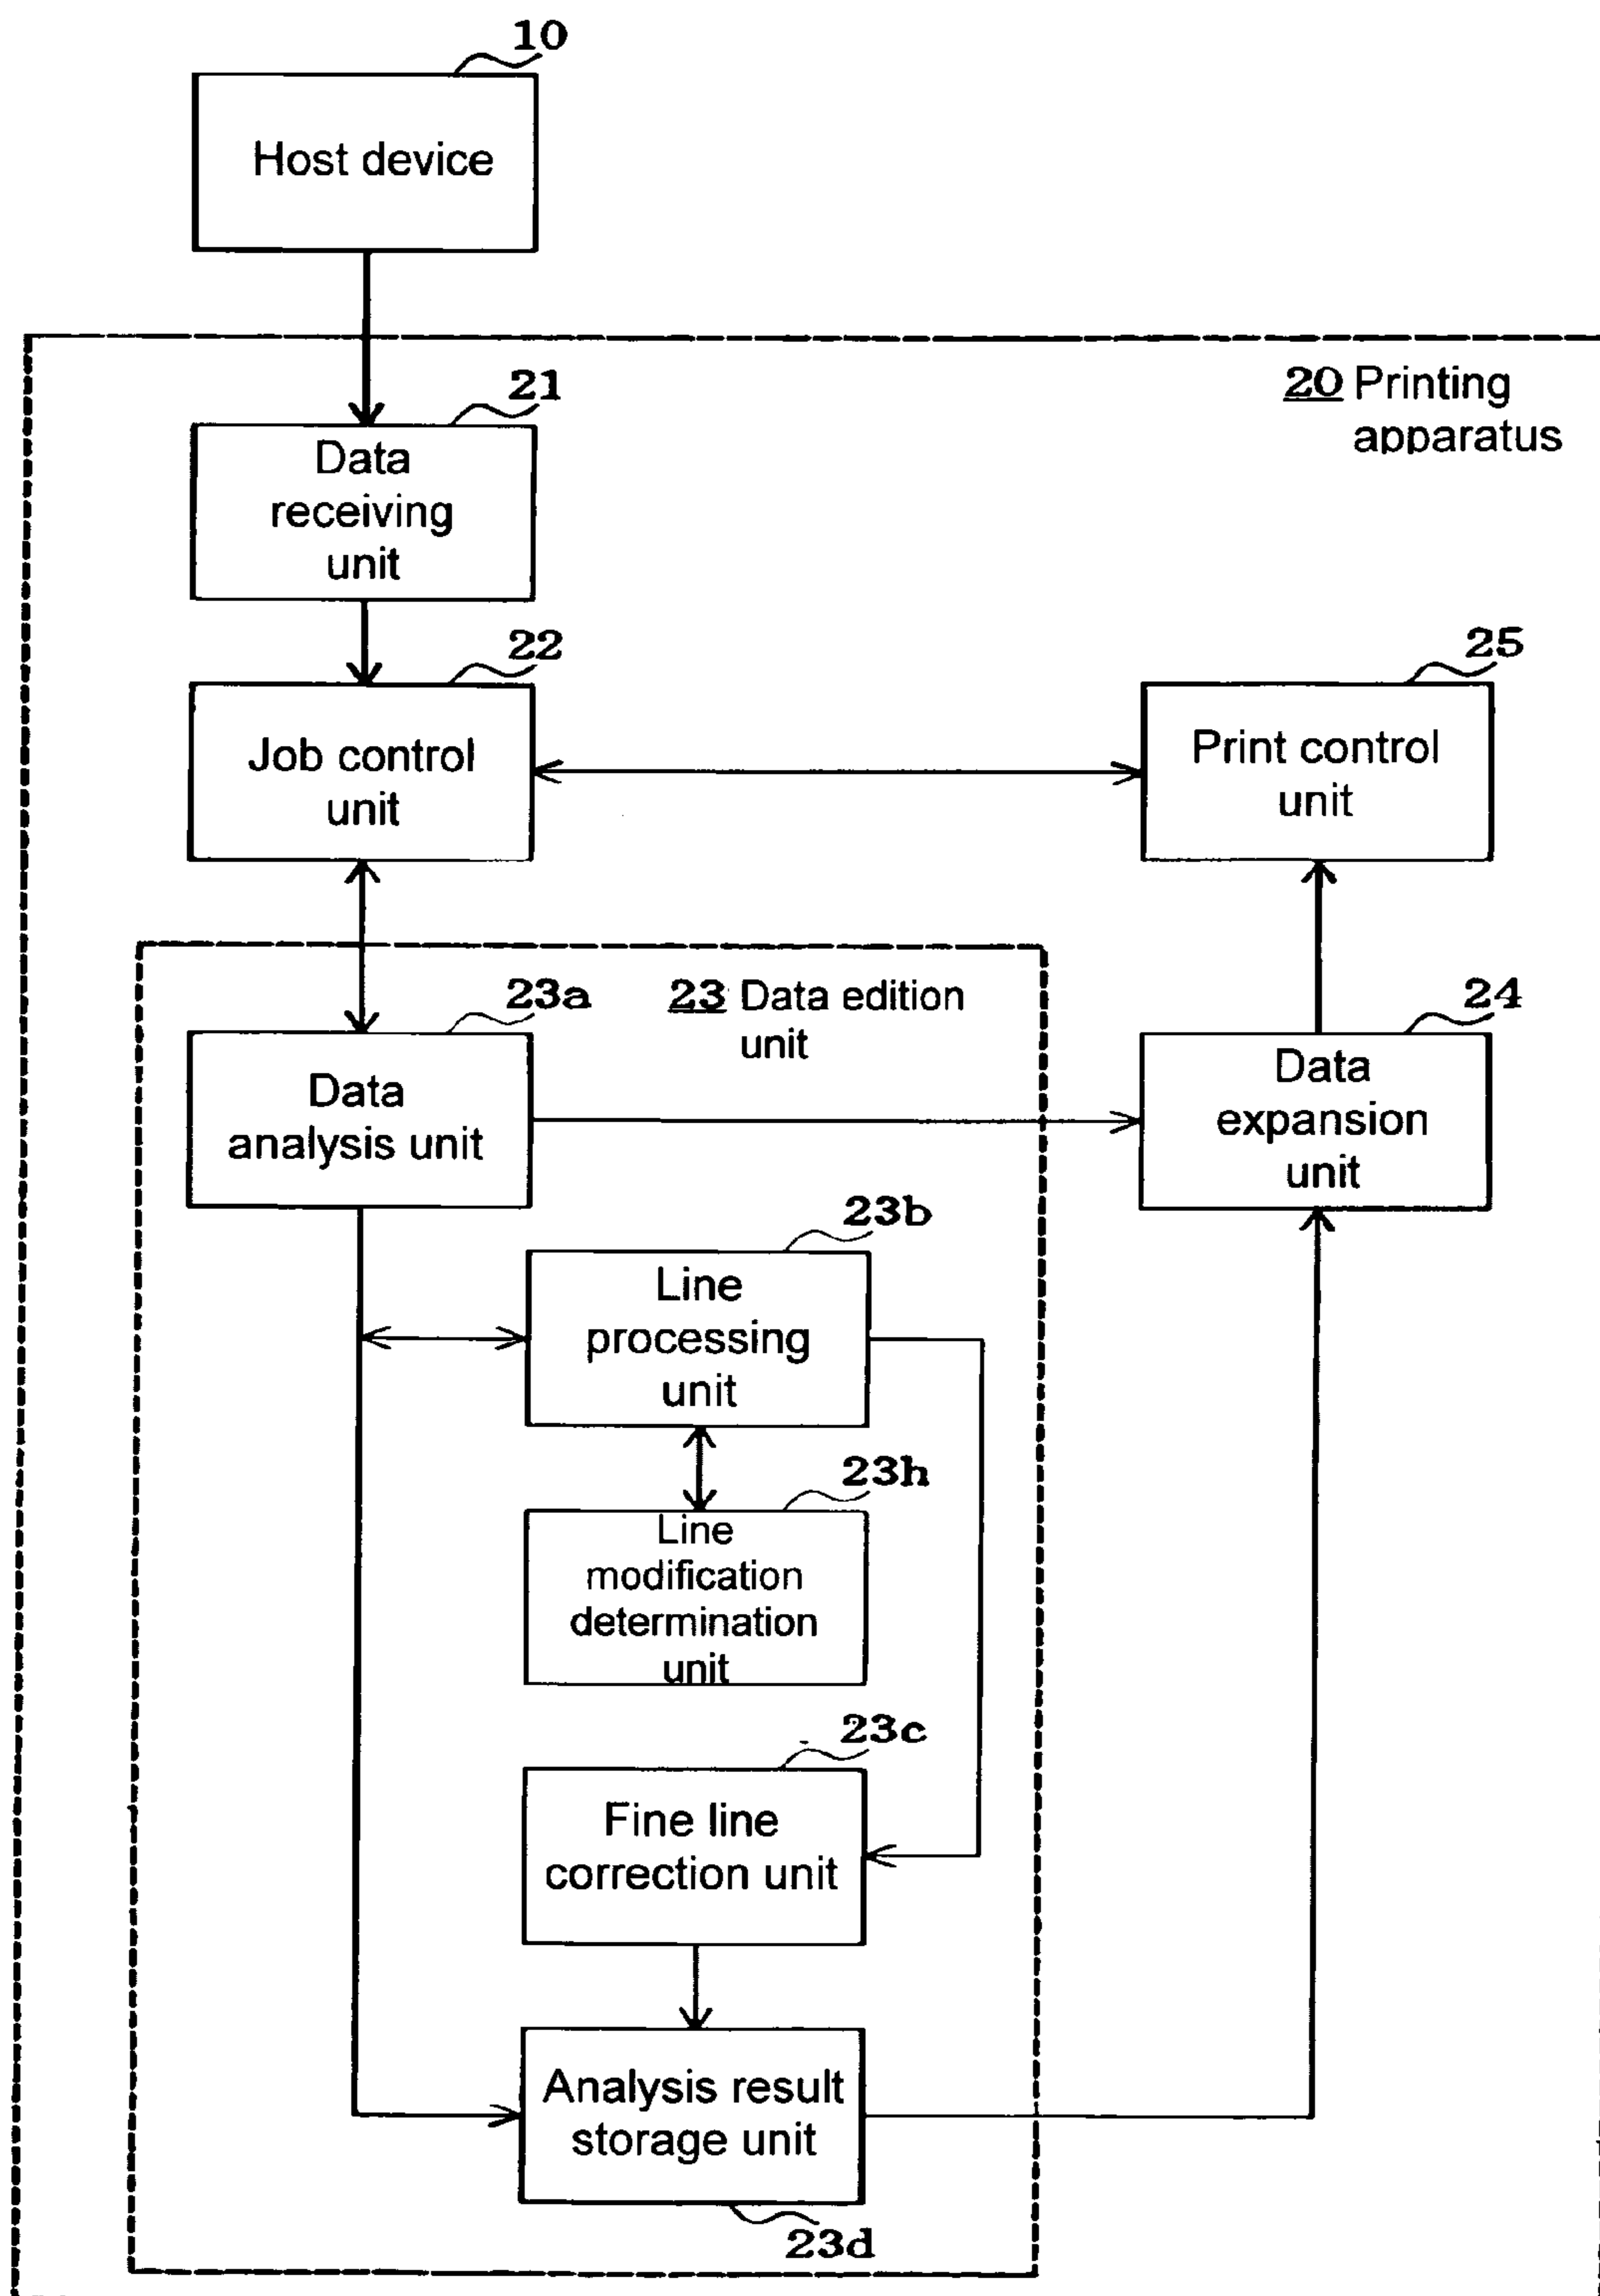 10
Host device
20 Printing
apparatus
21
Data
receiving
unit
22
Job control
unit
25
Print control
unit
23 Data edition
unit
23a
Data
analysis unit
24
Data
expansion
unit
23b
Line
processing
unit
23h
Line
modification
determination
unit
23c
Fine line
correction unit
Analysis result
storage unit
23d